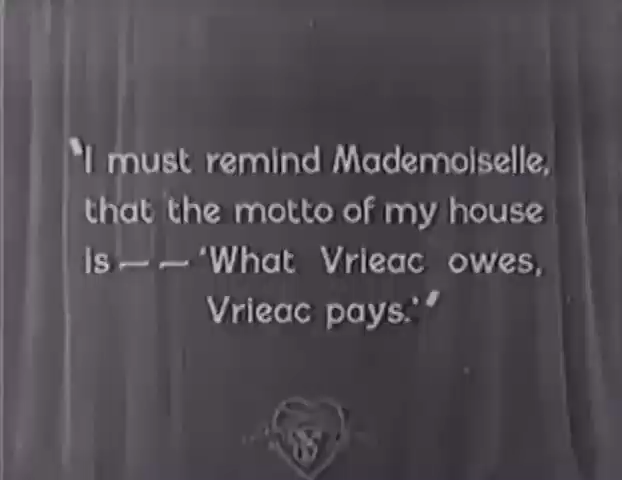 "I must remind Mademoiselle,
that the motto of my house
is — — 'What Vrieac owes,
Vrieac pays.'"